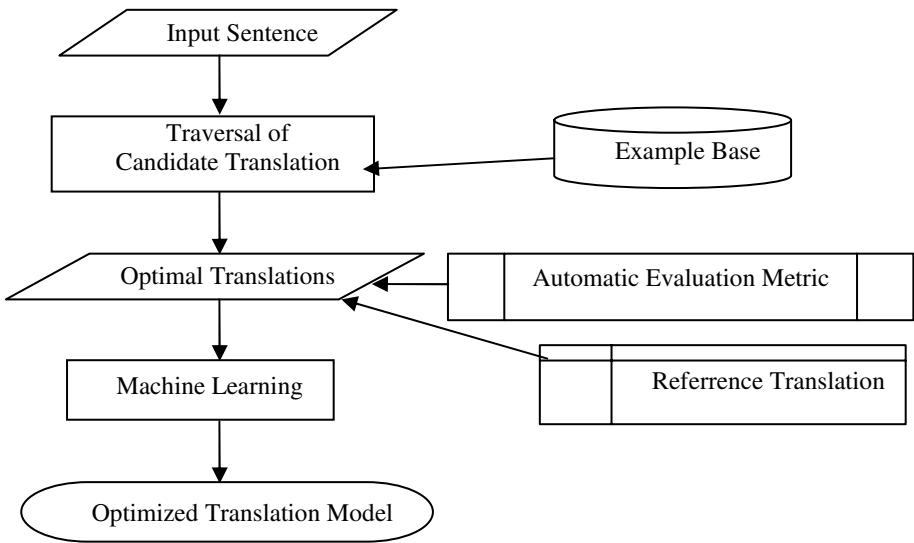 Input Sentence
Traversal of
Candidate Translation
Example Base
Optimal Translations
Automatic Evaluation Metric
Machine Learning
Referrence Translation
Optimized Translation Model